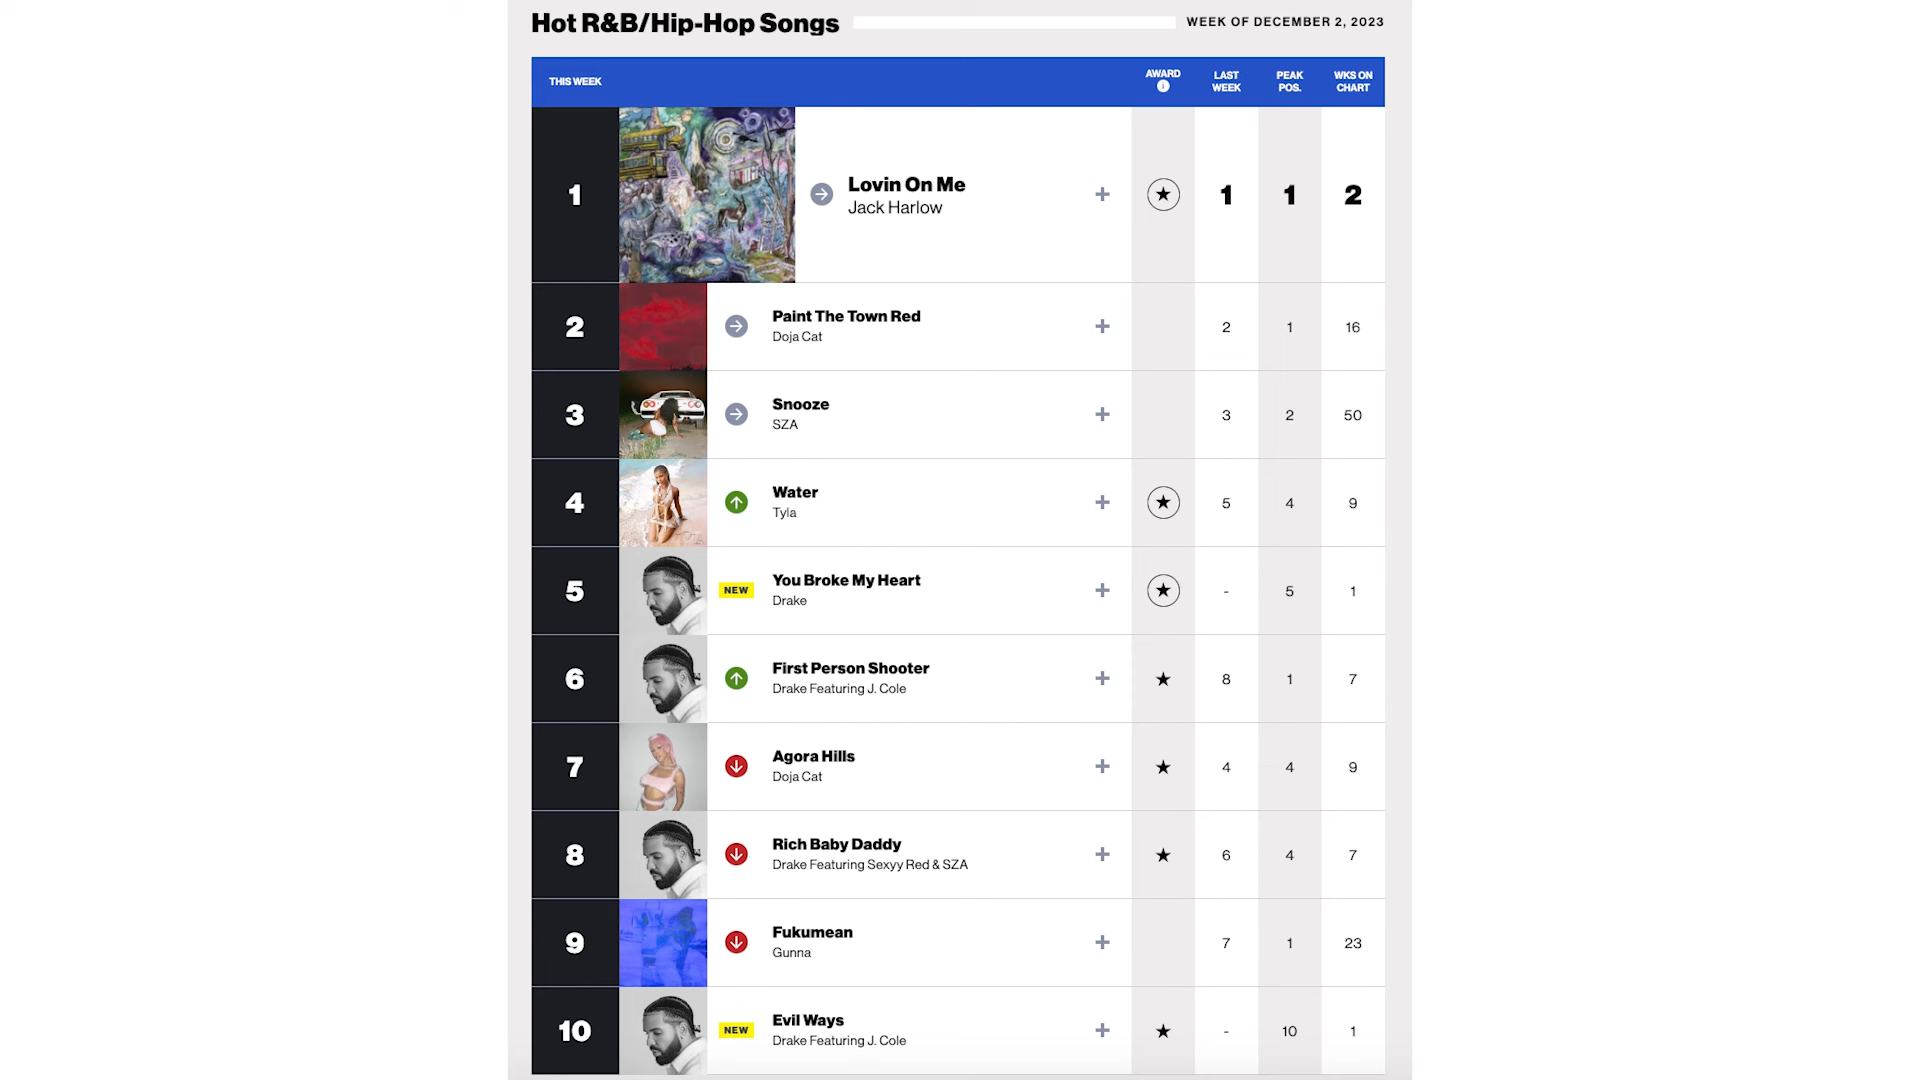 Hot R&B/Hip-Hop Songs
WEEK OF DECEMBER 2, 2023
THIS WEEK
AWARD
i
LAST WEEK
PEAK POS.
WKS ON CHART
1
Lovin On Me
Jack Harlow
+ ★ 1 1 2
2
Paint The Town Red
Doja Cat
+ 2 1 16
3
Snooze
SZA
+ 3 2 50
4
Water
Tyla
+ ★ 5 4 9
5
NEW
You Broke My Heart
Drake
+ ★ - 5 1
6
First Person Shooter
Drake Featuring J. Cole
+ ★ 8 1 7
7
Agora Hills
Doja Cat
+ ★ 4 4 9
8
Rich Baby Daddy
Drake Featuring Sexyy Red & SZA
+ ★ 6 4 7
9
Fukumean
Gunna
+ 7 1 23
10
NEW
Evil Ways
Drake Featuring J. Cole
+ ★ - 10 1